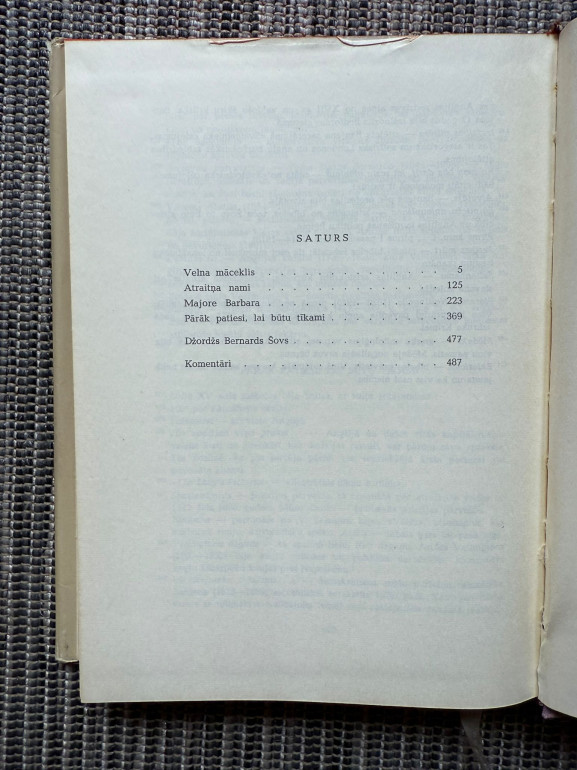 SATURS
Velna māceklis . . . . . . . . . . . . . . 5
Atraitņa nami . . . . . . . . . . . . . . 125
Majore Barbara . . . . . . . . . . . . . 223
Pārāk patiesi, lai būtu tīkami . . . . . . . . 369
Džordžs Bernards Šovs . . . . . . . . . . . 477
Komentāri . . . . . . . . . . . . . . . 487